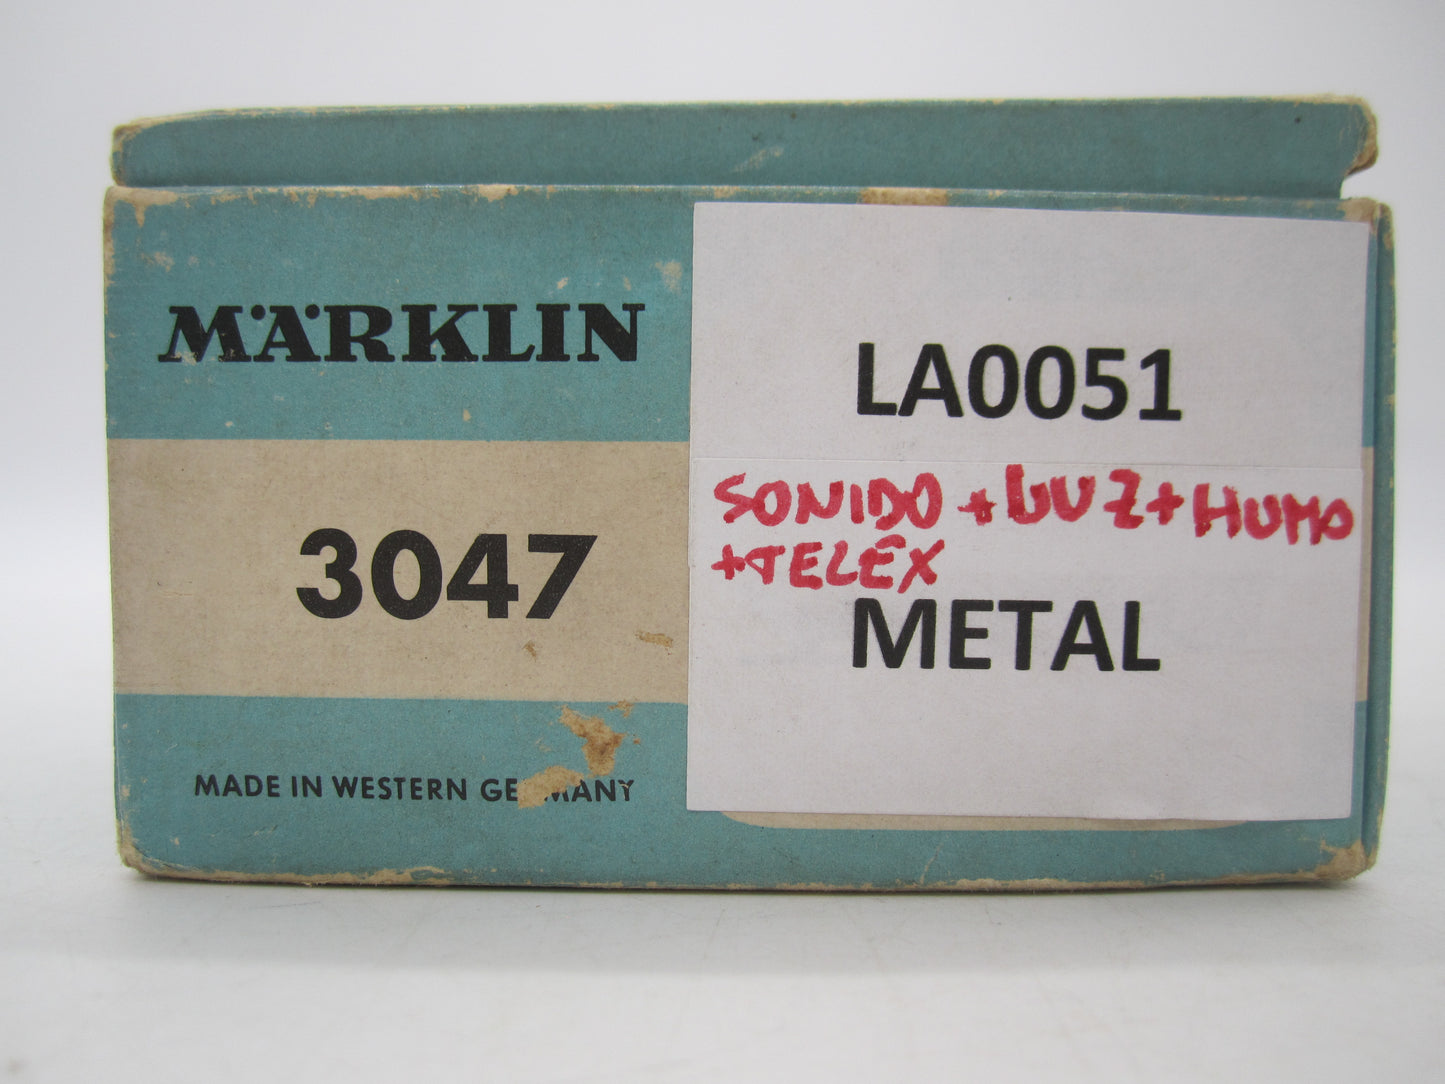 MÄRKLIN
3047
MADE IN WESTERN GERMANY
LA0051
SONIDO + LUZ + HUMO
+ TELEX
METAL